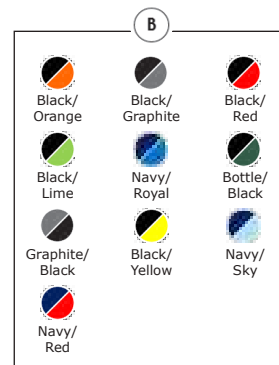 B
Black/
Orange
Black/
Graphite
Black/
Red
Black/
Lime
Navy/
Royal
Bottle/
Black
Graphite/
Black
Black/
Yellow
Navy/
Sky
Navy/
Red